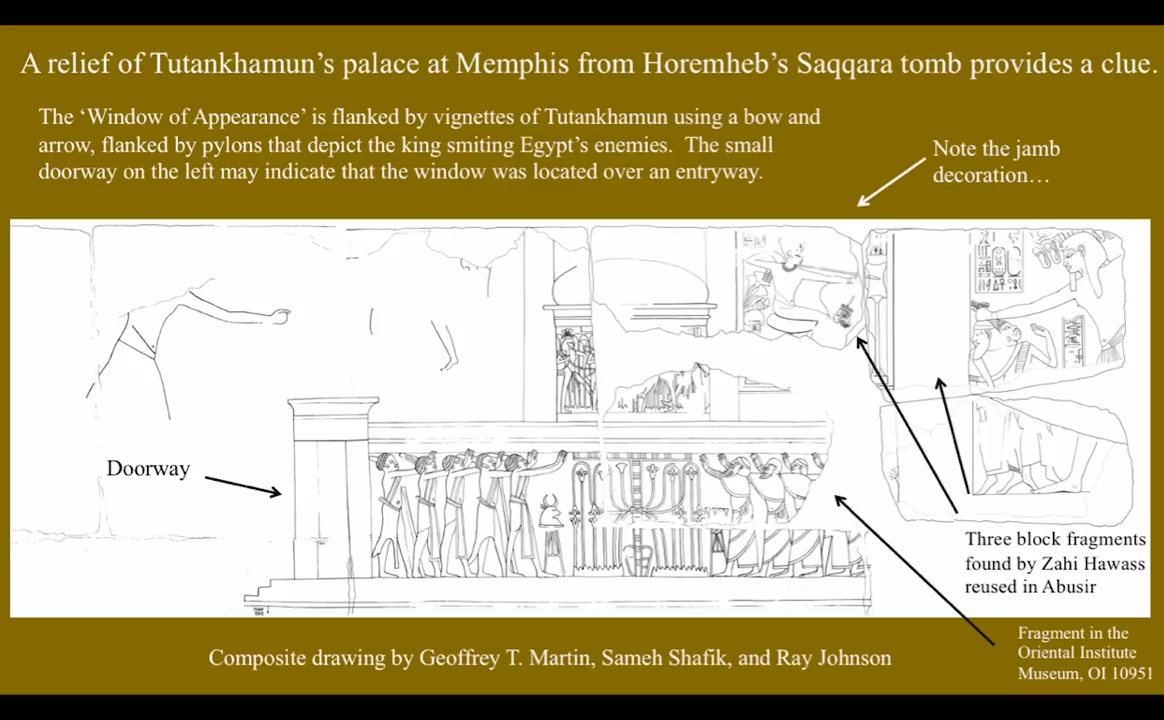 A relief of Tutankhamun's palace at Memphis from Horemheb's Saqqara tomb provides a clue.
The 'Window of Appearance' is flanked by vignettes of Tutankhamun using a bow and
arrow, flanked by pylons that depict the king smiting Egypt's enemies. The small
doorway on the left may indicate that the window was located over an entryway.
Note the jamb
decoration…
Doorway
Three block fragments
found by Zahi Hawass
reused in Abusir
Fragment in the
Oriental Institute
Museum, OI 10951
Composite drawing by Geoffrey T. Martin, Sameh Shafik, and Ray Johnson